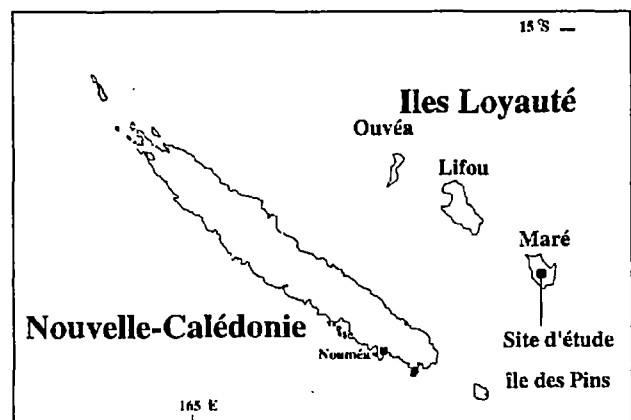 15 °S
Iles Loyauté
Ouvéa
Lifou
Maré
Nouvelle-Calédonie
Nouméa
Site d'étude
île des Pins
165 E